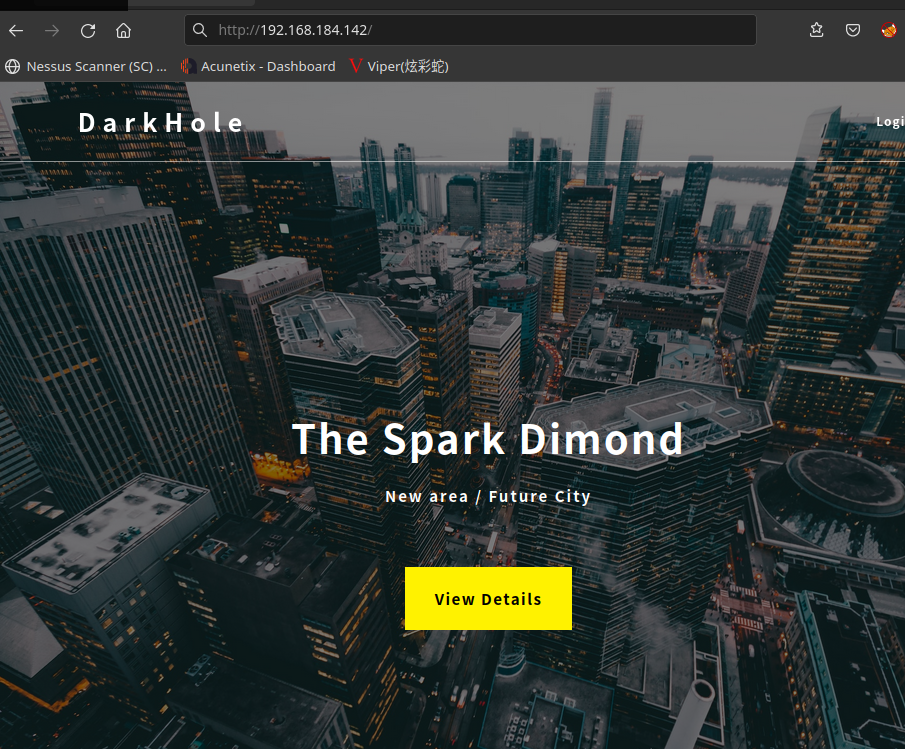 http://192.168.184.142/
Nessus Scanner (SC) ... Acunetix - Dashboard Viper(炫彩蛇)
DarkHole Logi
The Spark Dimond
New area / Future City
View Details